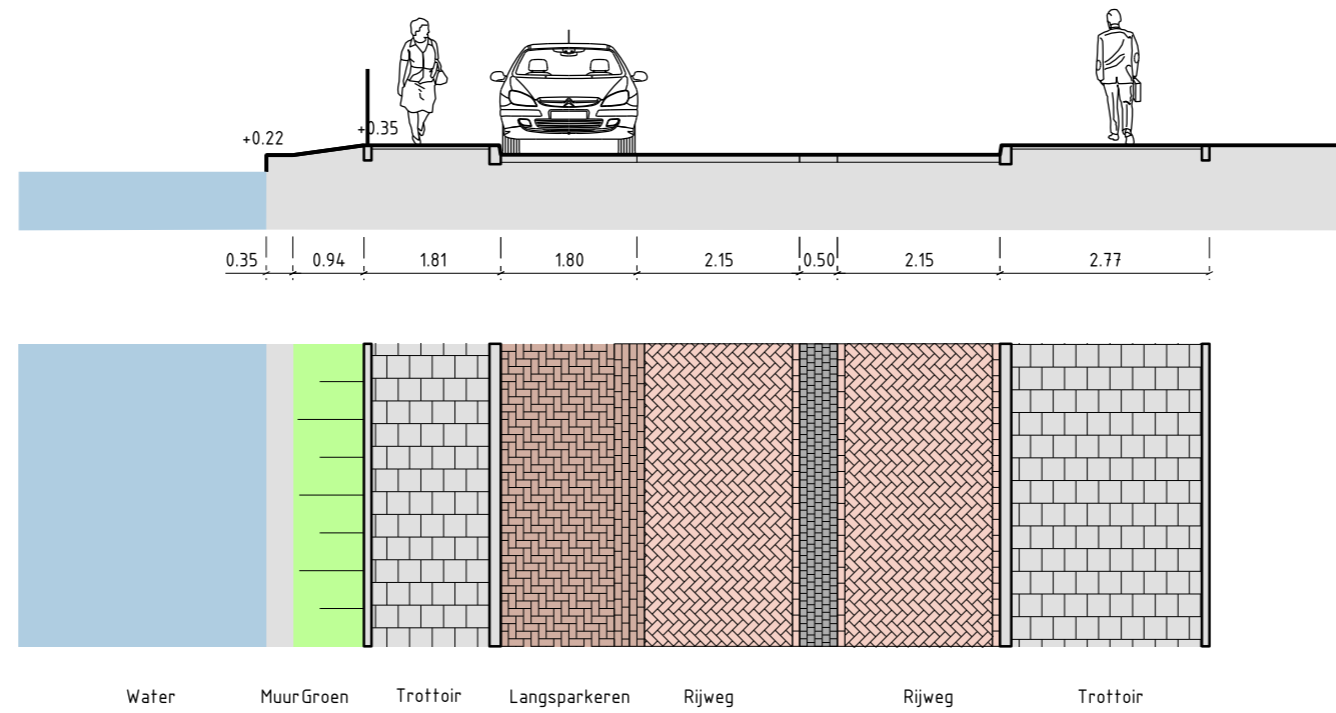 +0.22
+0.35
0.35 0.94 1.81 1.80 2.15 0.50 2.15 2.77
Water Muur Groen Trottoir Langsparkeren Rijweg Rijweg Trottoir